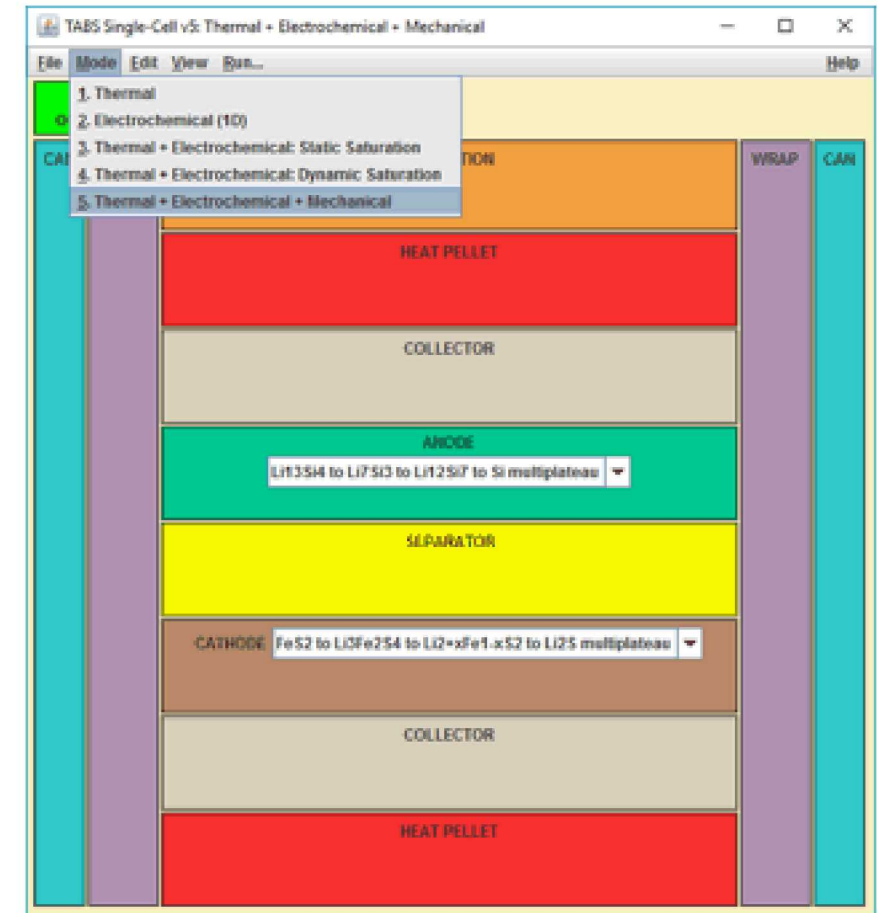 TABS Single-Cell v5: Thermal + Electrochemical + Mechanical
File Mode Edit View Run... Help
1. Thermal
2. Electrochemical (1D)
3. Thermal + Electrochemical: Static Saturation
4. Thermal + Electrochemical: Dynamic Saturation
5. Thermal + Electrochemical + Mechanical
WRAP CAN
HEAT PELLET
COLLECTOR
ANODE
Li13Si4 to Li7Si3 to Li12Si7 to Si multiplateau
SEPARATOR
CATHODE FeS2 to Li3Fe2S4 to Li2+xFe1-xS2 to Li2S multiplateau
COLLECTOR
HEAT PELLET